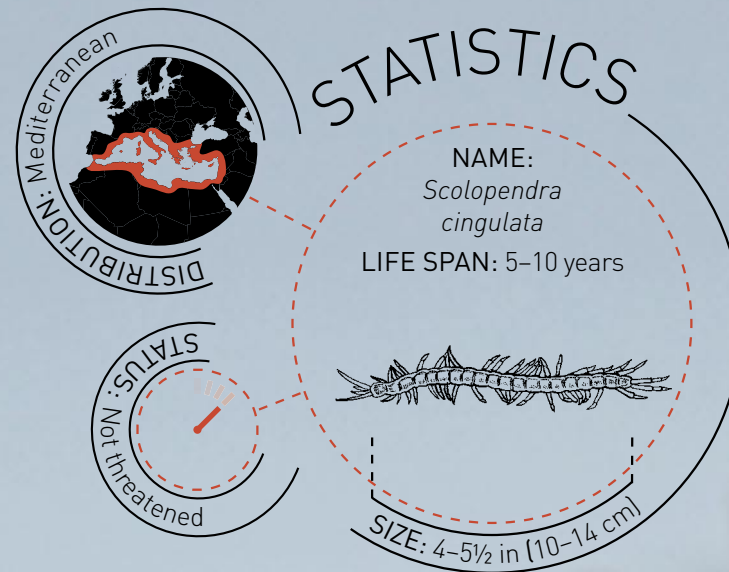 STATISTICS
DISTRIBUTION: Mediterranean
NAME:
Scolopendra
cingulata
LIFE SPAN: 5–10 years
STATUS: Not threatened
SIZE: 4–5½ in (10–14 cm)